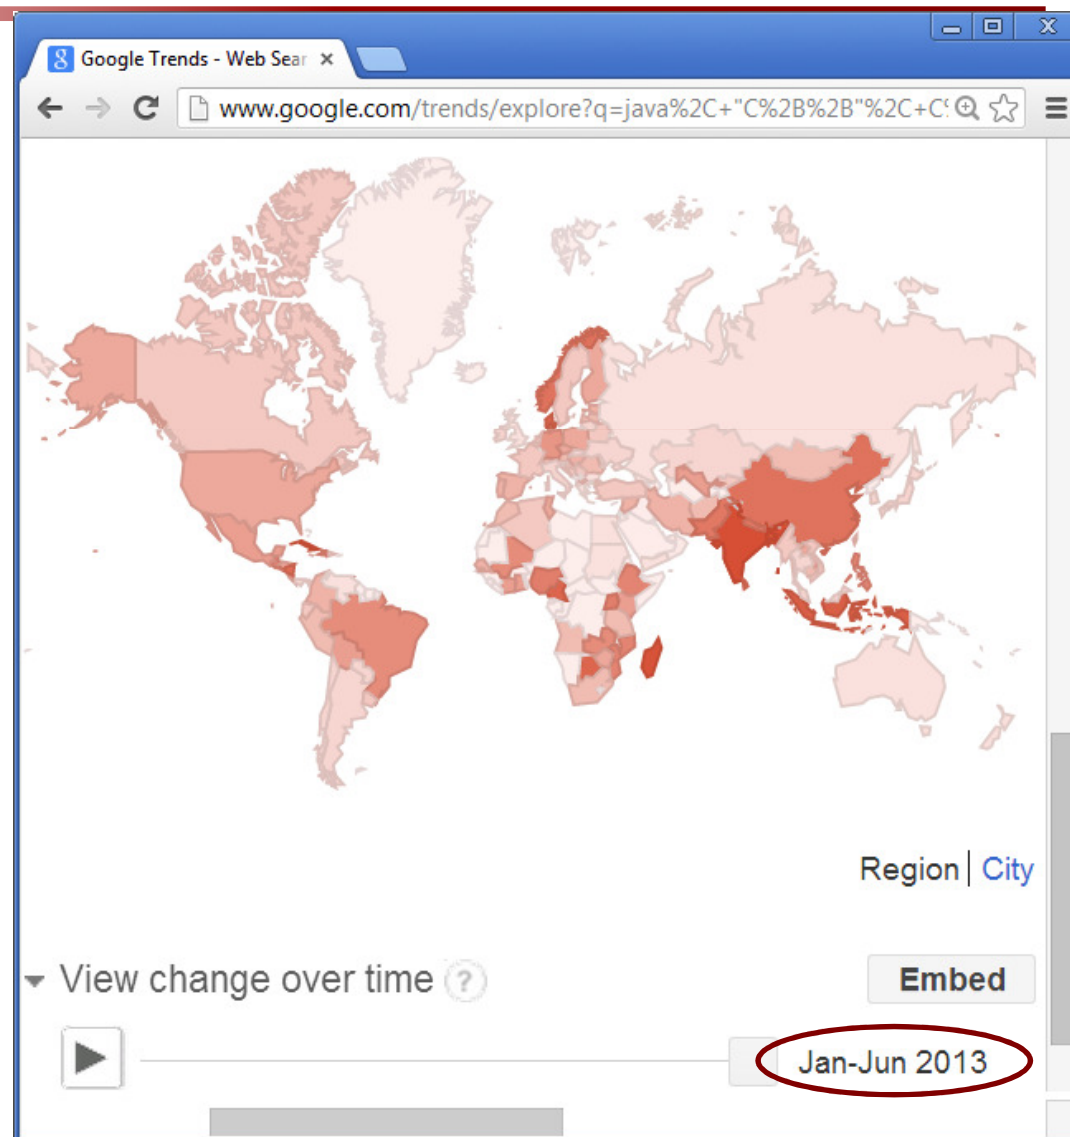 Google Trends - Web Sear
www.google.com/trends/explore?q=java%2C+"C%2B%2B"%2C+C
Region | City
View change over time ?
Embed
Jan-Jun 2013